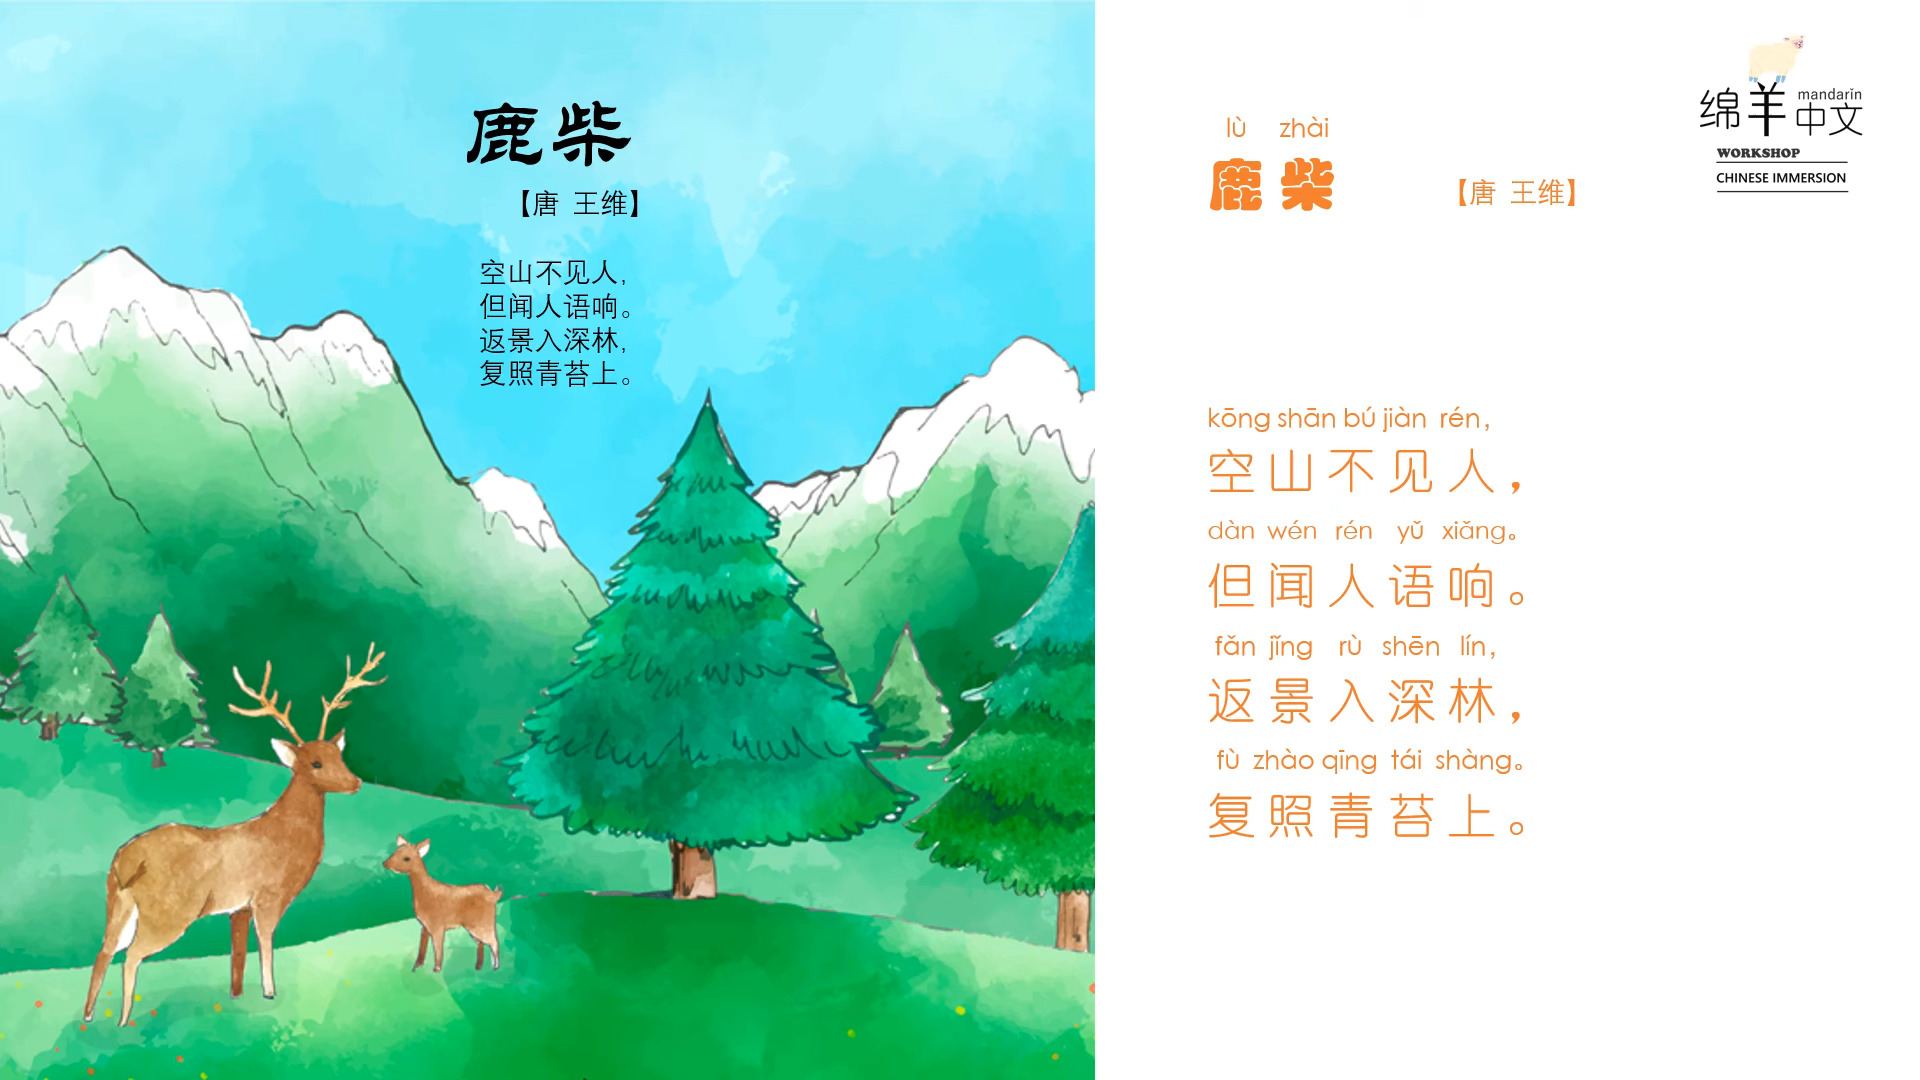 鹿柴
【唐 王维】
空山不见人,
但闻人语响。
返景入深林,
复照青苔上。
lù zhài
鹿柴 【唐 王维】
kōng shān bú jiàn rén,
空山不见人，
dàn wén rén yǔ xiǎng。
但闻人语响。
fǎn jǐng rù shēn lín,
返景入深林，
fù zhào qīng tái shàng。
复照青苔上。
绵羊中文 mandarin
WORKSHOP
CHINESE IMMERSION